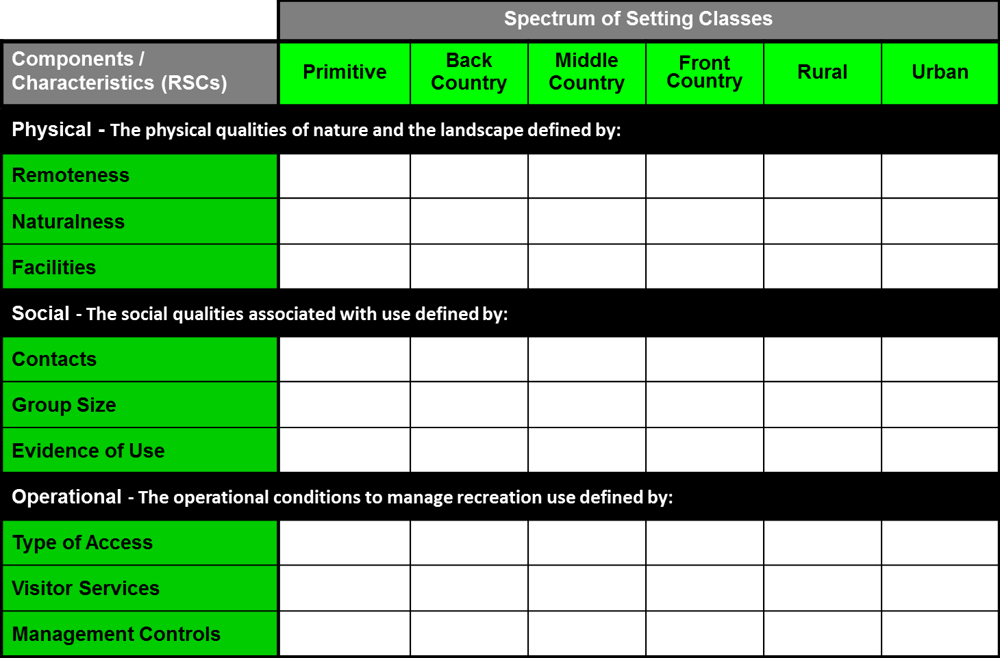 Spectrum of Setting Classes
Components /
Characteristics (RSCs)
Primitive
Back
Country
Middle
Country
Front
Country
Rural
Urban
Physical - The physical qualities of nature and the landscape defined by:
Remoteness
Naturalness
Facilities
Social - The social qualities associated with use defined by:
Contacts
Group Size
Evidence of Use
Operational - The operational conditions to manage recreation use defined by:
Type of Access
Visitor Services
Management Controls